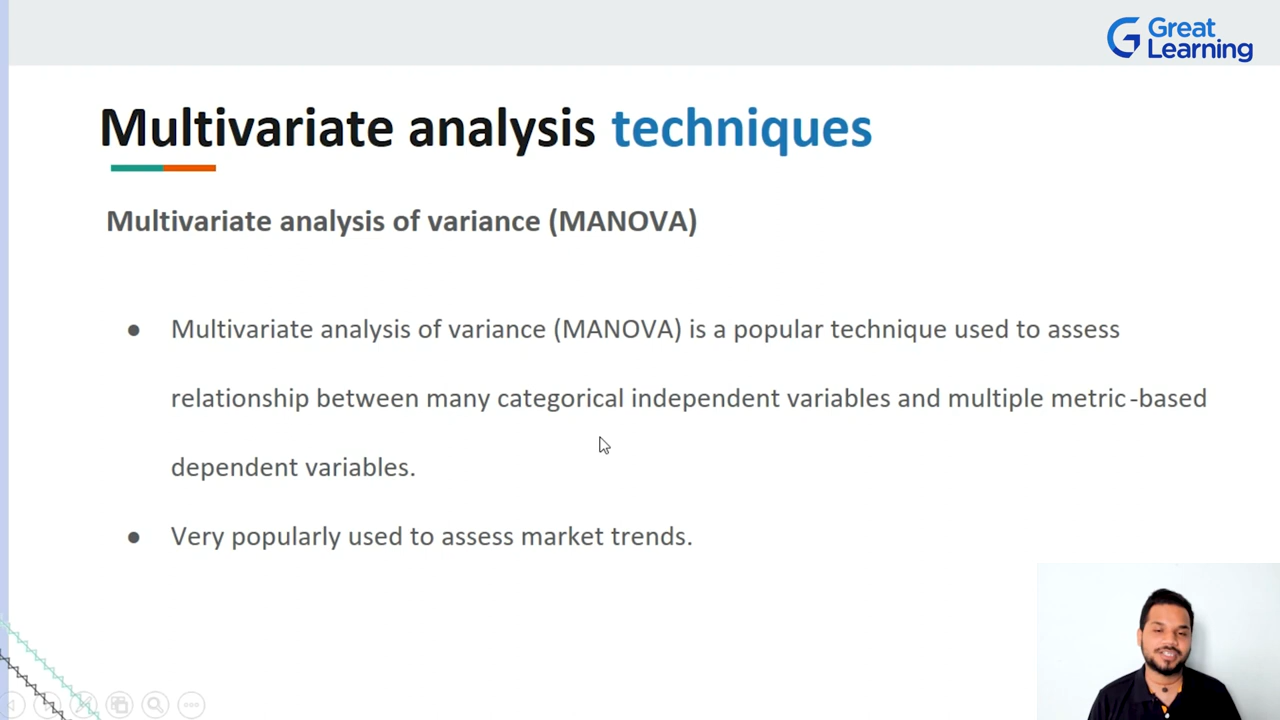 Great
Learning
Multivariate analysis techniques
Multivariate analysis of variance (MANOVA)
● Multivariate analysis of variance (MANOVA) is a popular technique used to assess
relationship between many categorical independent variables and multiple metric-based
dependent variables.
● Very popularly used to assess market trends.